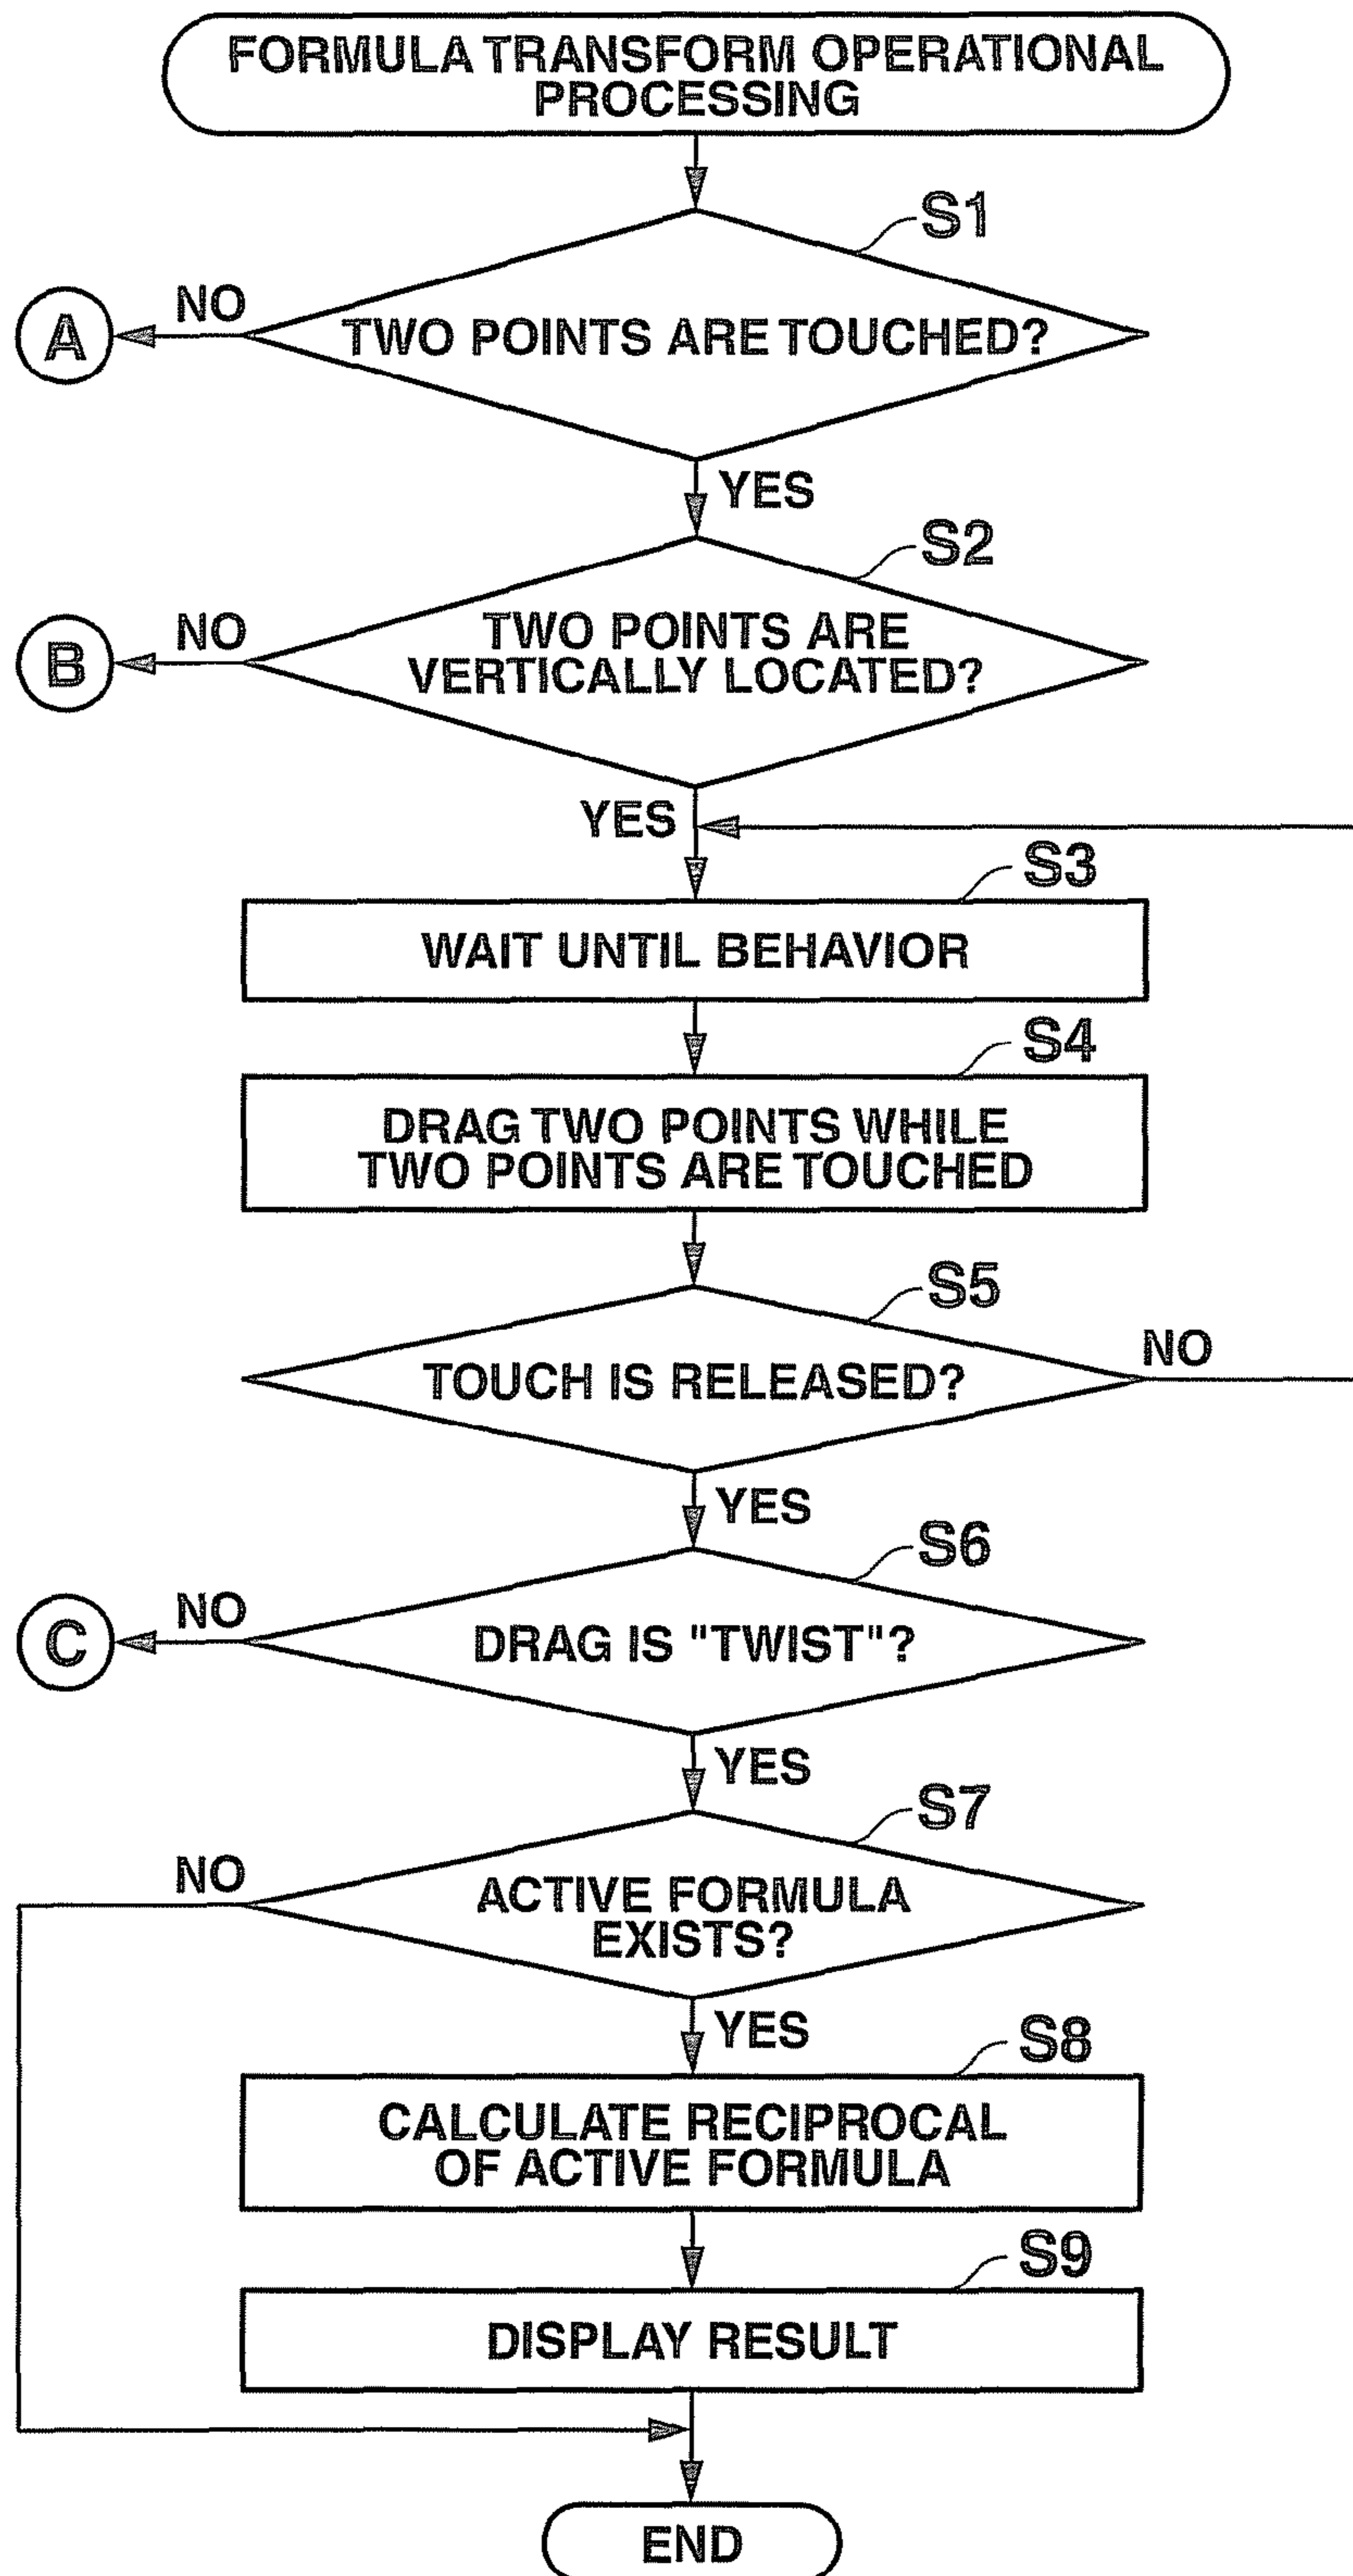 FORMULA TRANSFORM OPERATIONAL
PROCESSING
S1
A
NO
TWO POINTS ARE TOUCHED?
YES
S2
B
NO
TWO POINTS ARE
VERTICALLY LOCATED?
YES
S3
WAIT UNTIL BEHAVIOR
S4
DRAG TWO POINTS WHILE
TWO POINTS ARE TOUCHED
S5
TOUCH IS RELEASED?
NO
YES
S6
C
NO
DRAG IS "TWIST"?
YES
S7
NO
ACTIVE FORMULA
EXISTS?
YES
S8
CALCULATE RECIPROCAL
OF ACTIVE FORMULA
S9
DISPLAY RESULT
END